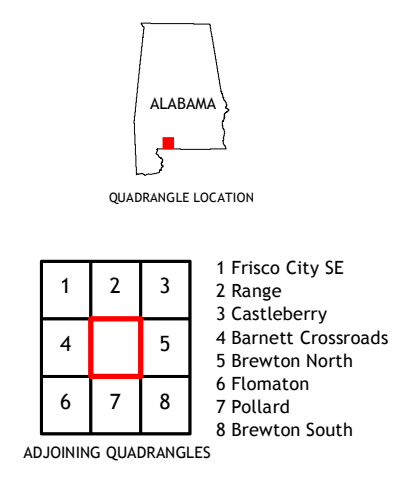 ALABAMA
QUADRANGLE LOCATION
1 2 3
4 5
6 7 8
1 Frisco City SE
2 Range
3 Castleberry
4 Barnett Crossroads
5 Brewton North
6 Flomaton
7 Pollard
8 Brewton South
ADJOINING QUADRANGLES